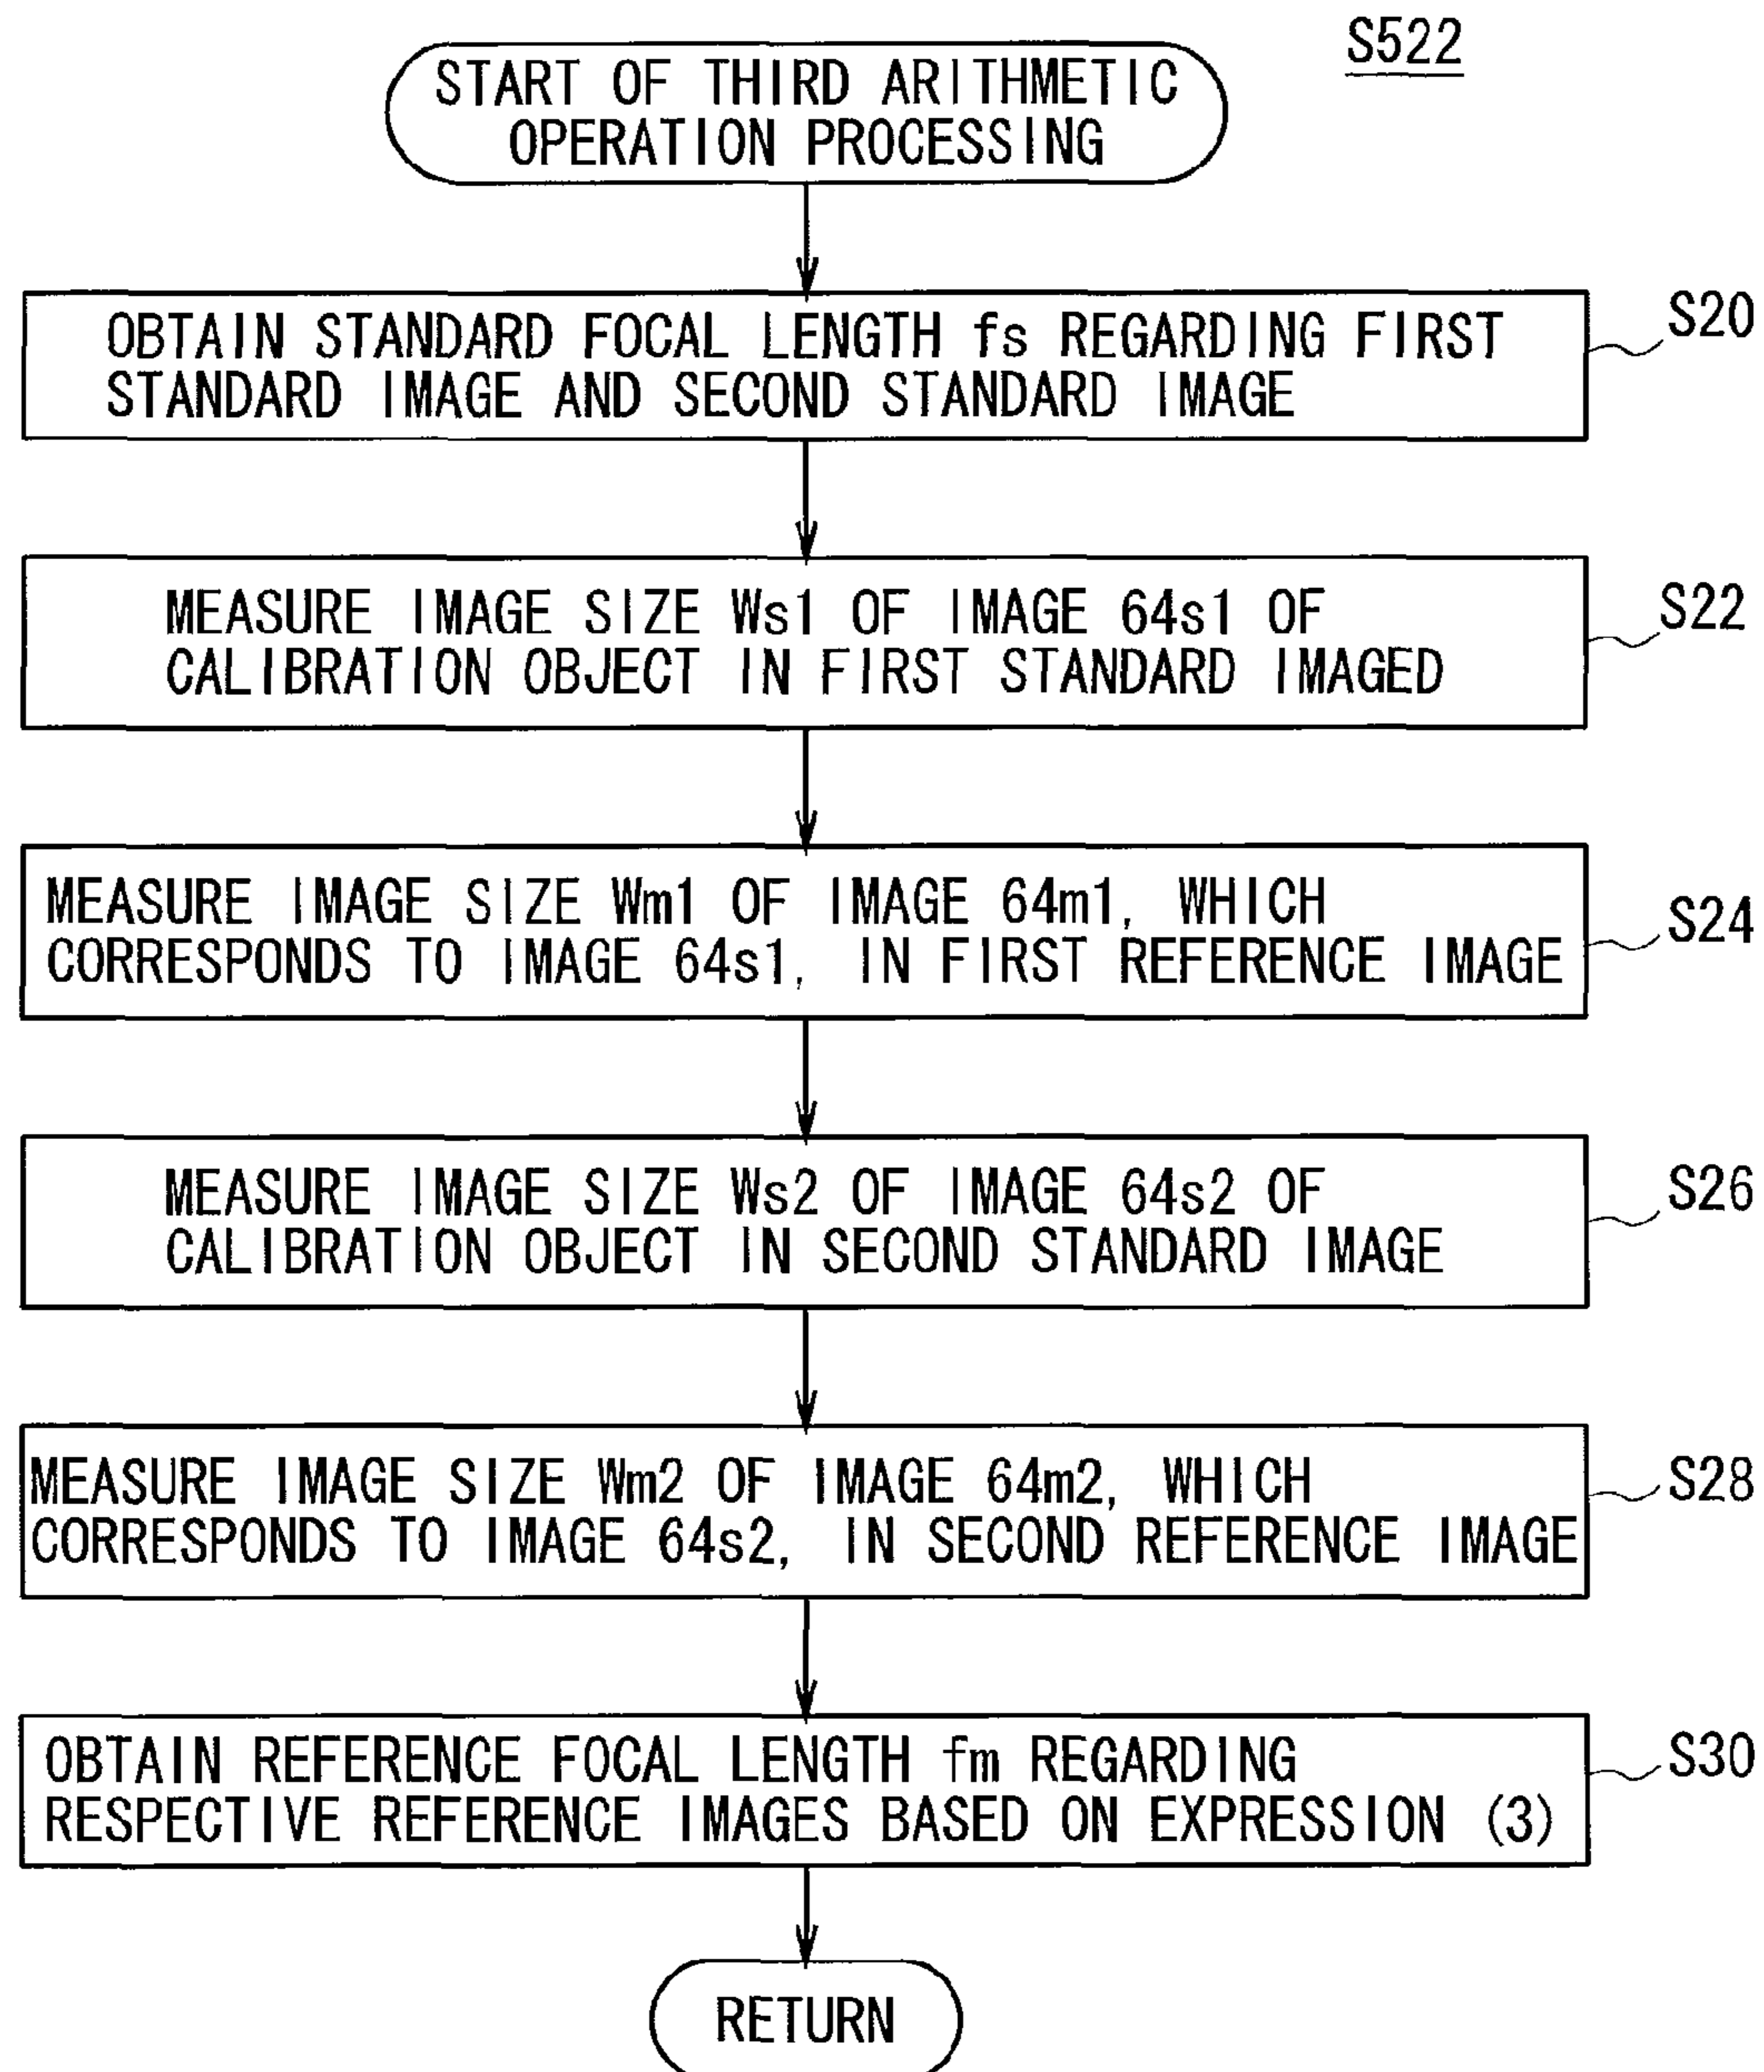 S522
START OF THIRD ARITHMETIC
OPERATION PROCESSING
OBTAIN STANDARD FOCAL LENGTH fs REGARDING FIRST
STANDARD IMAGE AND SECOND STANDARD IMAGE
S20
MEASURE IMAGE SIZE Ws1 OF IMAGE 64s1 OF
CALIBRATION OBJECT IN FIRST STANDARD IMAGED
S22
MEASURE IMAGE SIZE Wm1 OF IMAGE 64m1, WHICH
CORRESPONDS TO IMAGE 64s1, IN FIRST REFERENCE IMAGE
S24
MEASURE IMAGE SIZE Ws2 OF IMAGE 64s2 OF
CALIBRATION OBJECT IN SECOND STANDARD IMAGE
S26
MEASURE IMAGE SIZE Wm2 OF IMAGE 64m2, WHICH
CORRESPONDS TO IMAGE 64s2, IN SECOND REFERENCE IMAGE
S28
OBTAIN REFERENCE FOCAL LENGTH fm REGARDING
RESPECTIVE REFERENCE IMAGES BASED ON EXPRESSION (3)
S30
RETURN